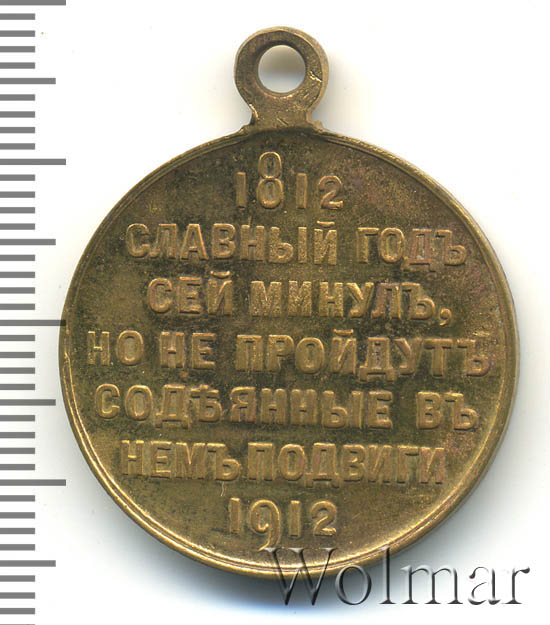 1812
СЛАВНЫЙ ГОДЪ
СЕЙ МИНУЛЪ,
НО НЕ ПРОЙДУТЪ
СОДѢЯННЫЕ ВЪ
НЕМЪ ПОДВИГИ
1912
Wolmar